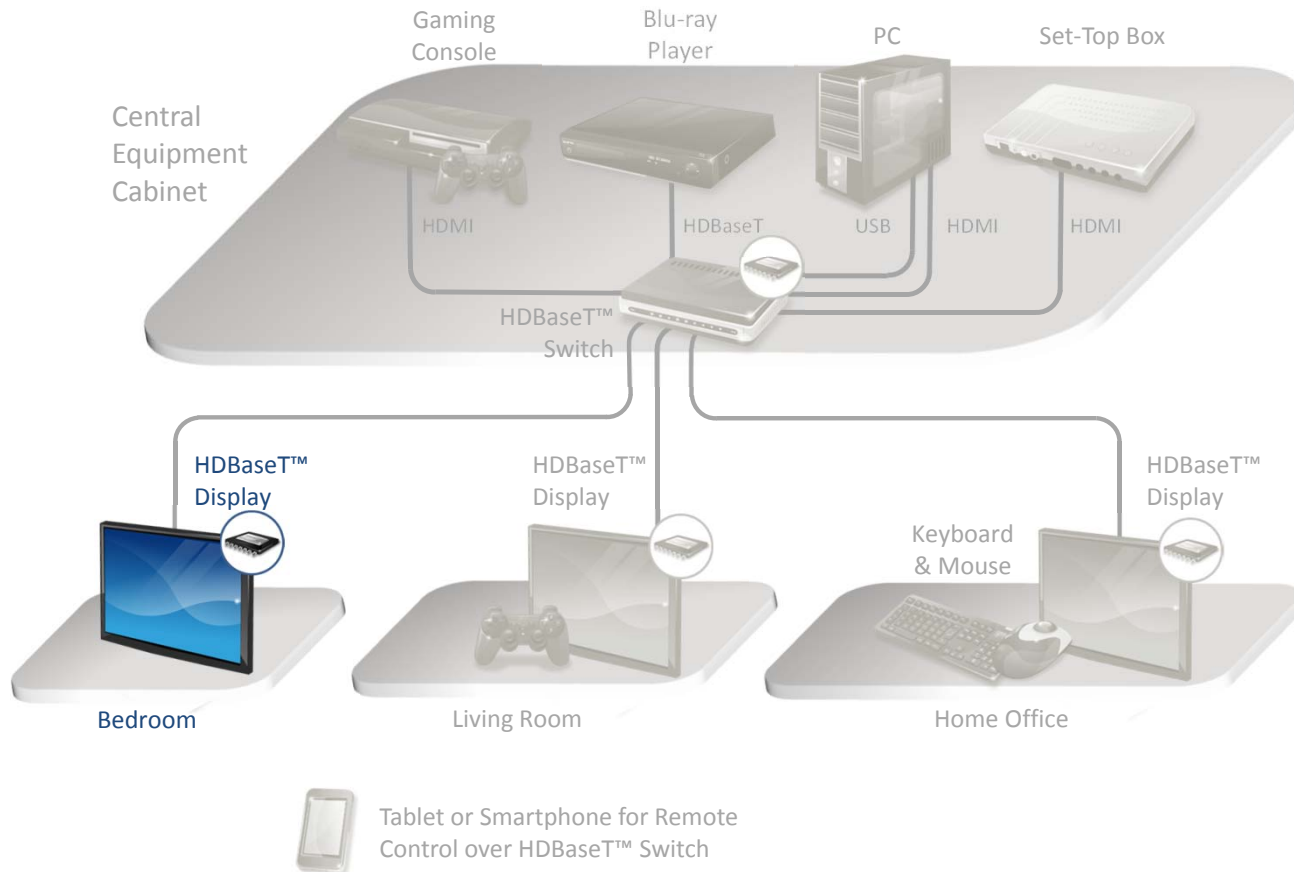 Gaming
Console
Blu-ray
Player
PC
Set-Top Box
Central
Equipment
Cabinet
HDMI
HDBaseT
USB
HDMI
HDMI
HDBaseT™
Switch
HDBaseT™
Display
HDBaseT™
Display
HDBaseT™
Display
Keyboard
& Mouse
Bedroom
Living Room
Home Office
Tablet or Smartphone for Remote
Control over HDBaseT™ Switch